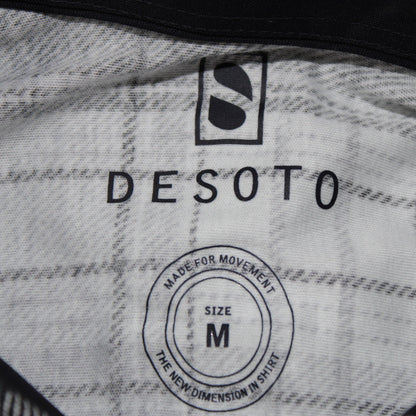 DESOTO
MADE FOR MOVEMENT
SIZE
M
THE NEW DIMENSION IN SHIRT